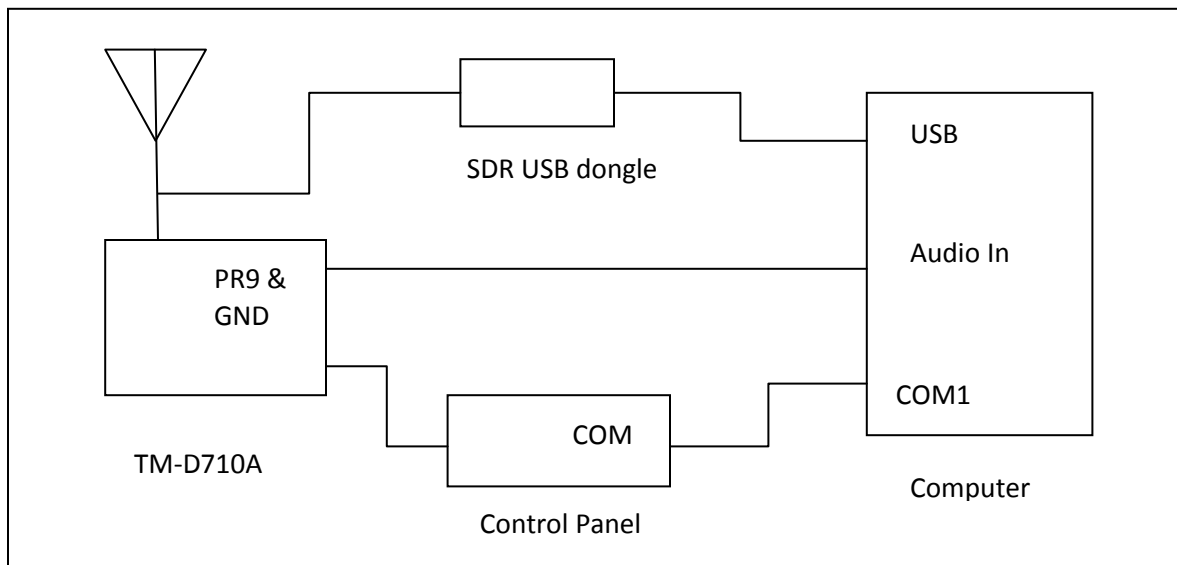 USB
SDR USB dongle
Audio In
PR9 &
GND
COM1
COM
TM-D710A
Computer
Control Panel